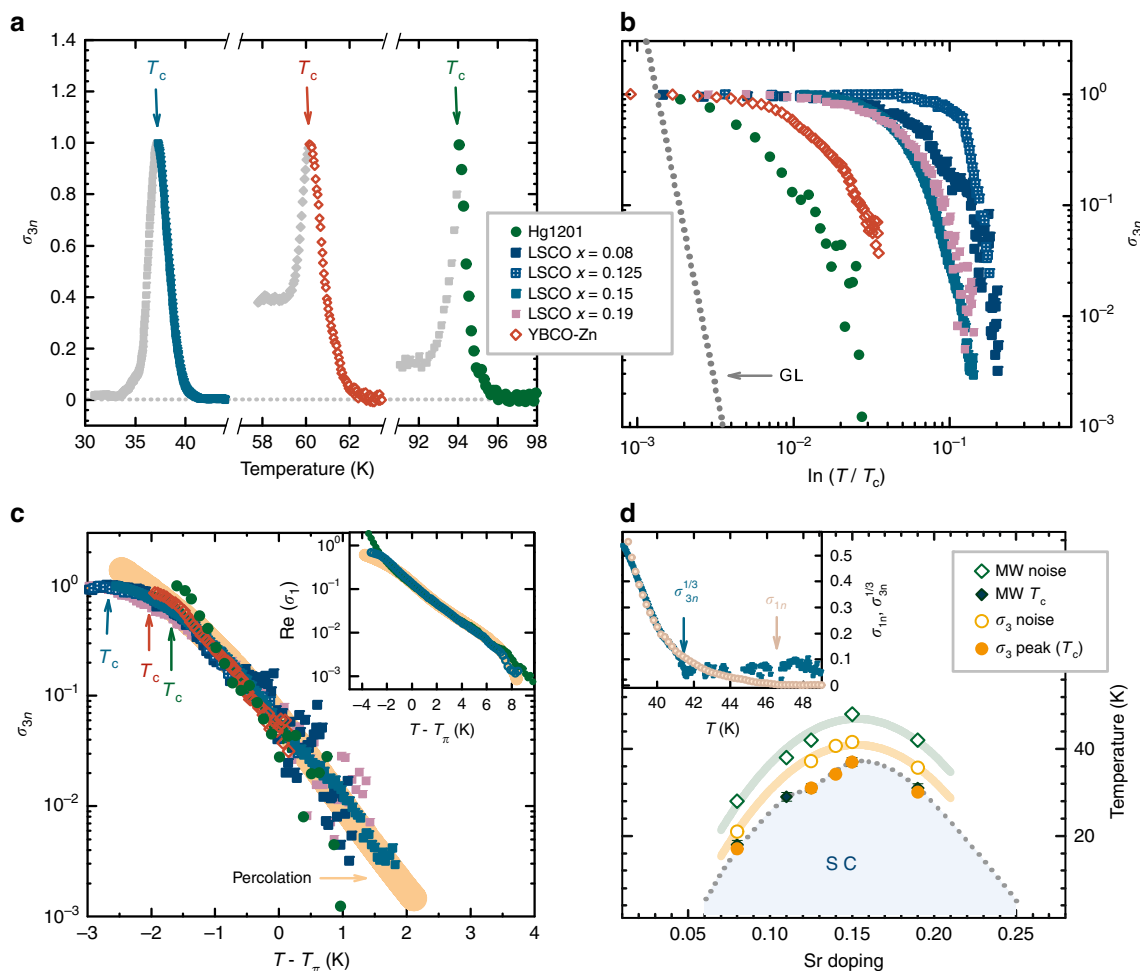 a
1.4
1.2
1.0
0.8
0.6
0.4
0.2
0
σ3n
Tc
Tc
Tc
30 35 40 58 60 62 92 94 96 98
Temperature (K)
Hg1201
LSCO x = 0.08
LSCO x = 0.125
LSCO x = 0.15
LSCO x = 0.19
YBCO-Zn
b
10^0
10^−1
10^−2
10^−3
σ3n
GL
10^−3 10^−2 10^−1
ln (T / Tc)
c
10^0
10^−1
10^−2
10^−3
σ3n
Tc
Tc
Tc
Percolation
−3 −2 −1 0 1 2 3 4
T - Tπ (K)
10^0
10^−1
10^−2
10^−3
Re (σ1)
−4 −2 0 2 4 6 8
T - Tπ (K)
d
σ3n^1/3
σ1n
0.5
0.4
0.3
0.2
0.1
0
σ1n, σ3n^1/3
40 42 44 46 48
T (K)
MW noise
MW Tc
σ3 noise
σ3 peak (Tc)
40
20
Temperature (K)
S C
0.05 0.10 0.15 0.20 0.25
Sr doping